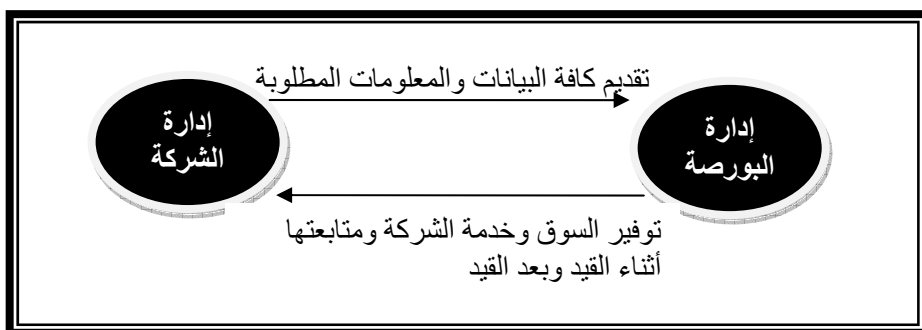 تقديم كافة البيانات والمعلومات المطلوبة
إدارة
البورصة
إدارة
الشركة
توفير السوق وخدمة الشركة ومتابعتها
أثناء القيد وبعد القيد